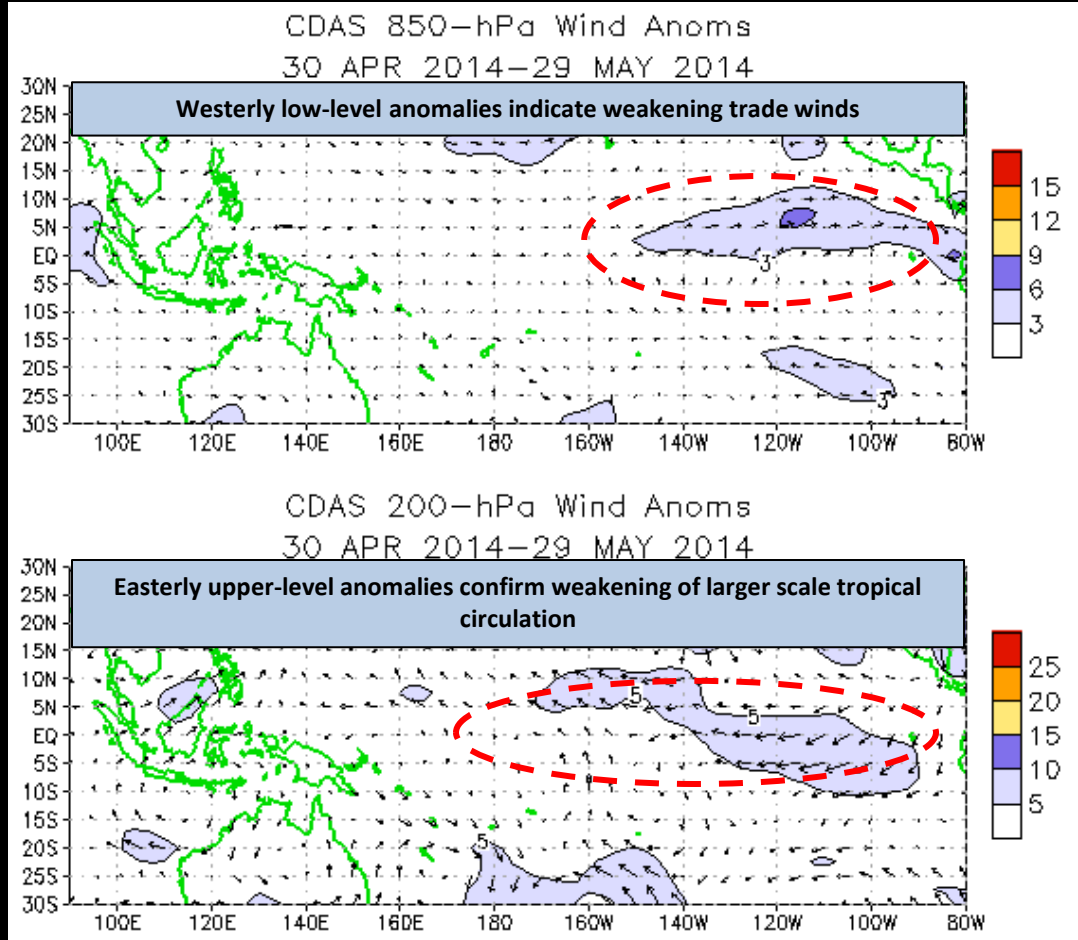 CDAS 850-hPa Wind Anoms
30 APR 2014-29 MAY 2014
Westerly low-level anomalies indicate weakening trade winds
30N
25N
20N
15N
10N
5N
EQ
5S
10S
15S
20S
25S
30S
3
3
100E 120E 140E 160E 180 160W 140W 120W 100W 80W
15
12
9
6
3
CDAS 200-hPa Wind Anoms
30 APR 2014-29 MAY 2014
Easterly upper-level anomalies confirm weakening of larger scale tropical
circulation
30N
25N
20N
15N
10N
5N
EQ
5S
10S
15S
20S
25S
30S
5
5
5
100E 120E 140E 160E 180 160W 140W 120W 100W 80W
25
20
15
10
5